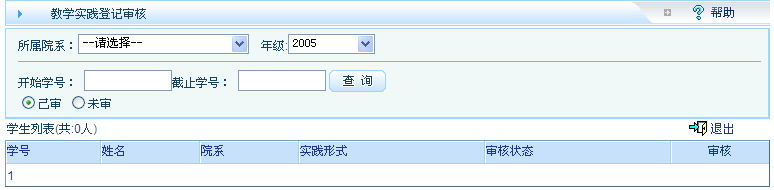 教学实践登记审核 帮助
所属院系： --请选择-- 年级: 2005
开始学号： 截止学号： 查 询
已审 未审
学生列表(共:0人) 退出
学号 姓名 院系 实践形式 审核状态 审核
1